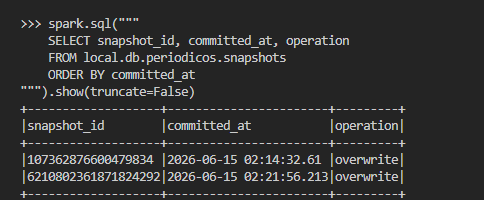 >>> spark.sql("""
    SELECT snapshot_id, committed_at, operation
    FROM local.db.periodicos.snapshots
    ORDER BY committed_at
""").show(truncate=False)
+-------------------+-----------------------+---------+
|snapshot_id        |committed_at           |operation|
+-------------------+-----------------------+---------+
|107362876600479834 |2026-06-15 02:14:32.61 |overwrite|
|6210802361871824292|2026-06-15 02:21:56.213|overwrite|
+-------------------+-----------------------+---------+